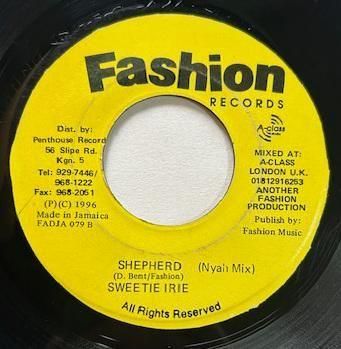 Fashion
RECORDS
Dist. by:
Penthouse Record
56 Slipe Rd.
Kgn. 5
Tel: 929-7446/
968-1222
Fax: 968-2051
(P)(C) 1996
Made in Jamaica
FADJA 079 B
A-CLASS
MIXED AT:
A-CLASS
LONDON U.K.
01812916253
ANOTHER
FASHION
PRODUCTION
Publish by:
Fashion Music
SHEPHERD (Nyah Mix)
(D. Bent/Fashion)
SWEETIE IRIE
All Rights Reserved